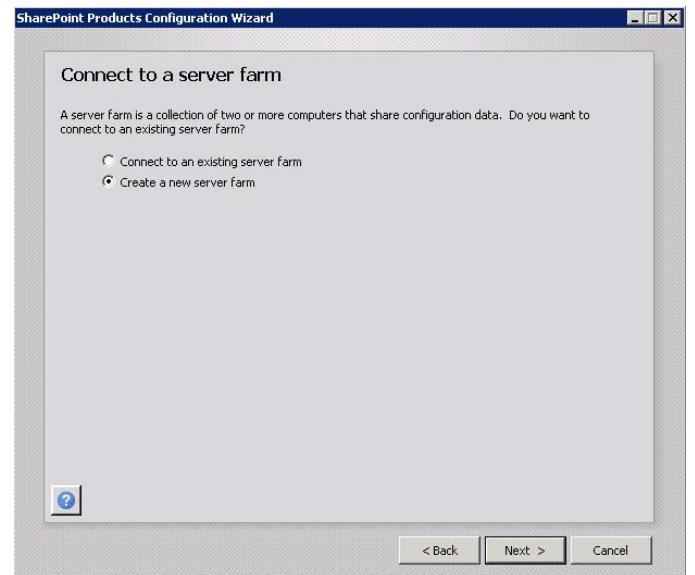 SharePoint Products Configuration Wizard
Connect to a server farm
A server farm is a collection of two or more computers that share configuration data. Do you want to
connect to an existing server farm?
Connect to an existing server farm
Create a new server farm
?
< Back
Next >
Cancel